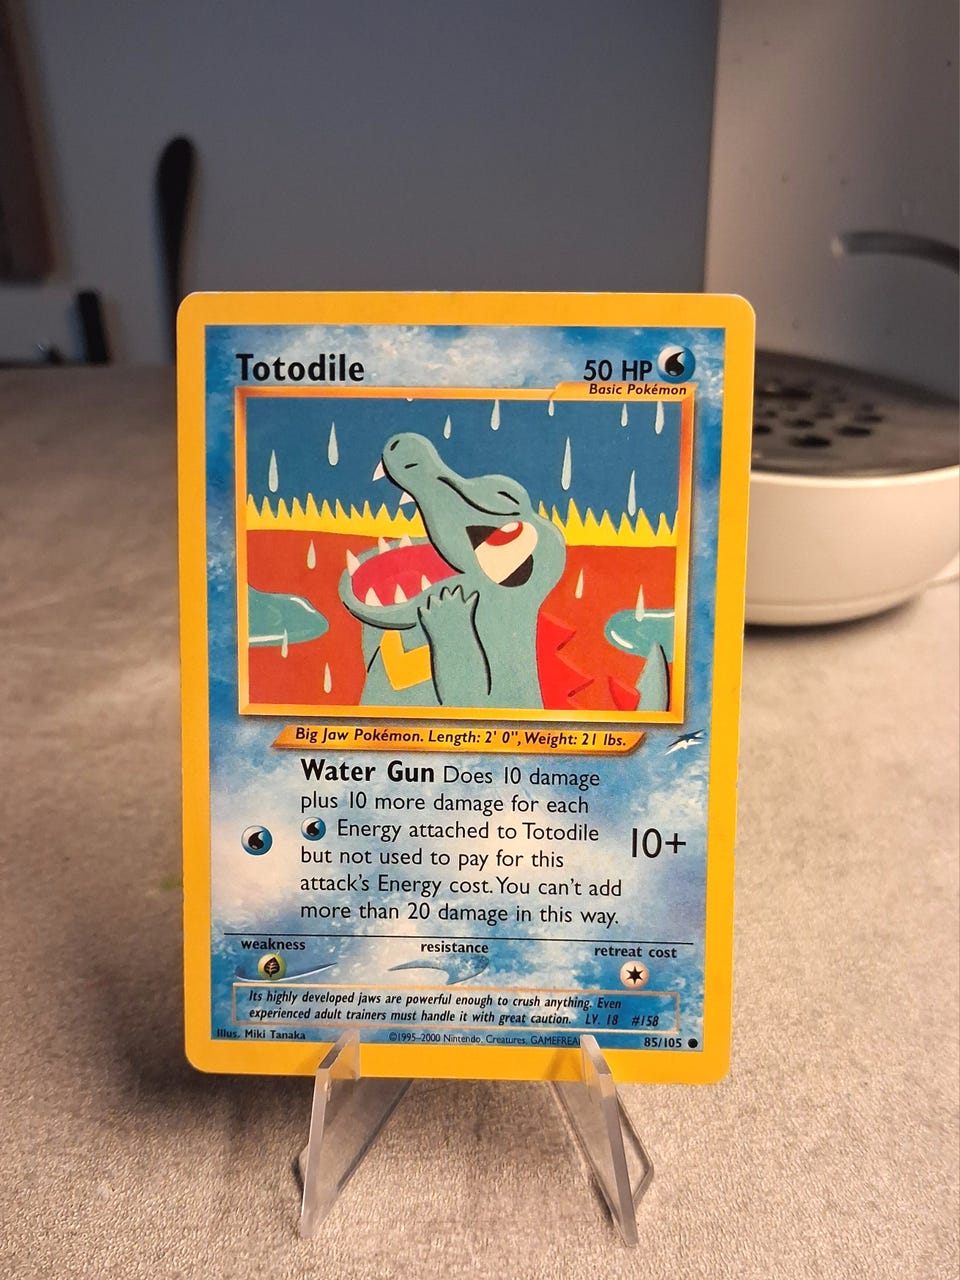 Totodile
50 HP
Basic Pokémon
Big Jaw Pokémon. Length: 2' 0", Weight: 21 lbs.
Water Gun Does 10 damage
plus 10 more damage for each
Energy attached to Totodile
but not used to pay for this
attack's Energy cost. You can't add
more than 20 damage in this way.
10+
weakness
resistance
retreat cost
Its highly developed jaws are powerful enough to crush anything. Even
experienced adult trainers must handle it with great caution. LV. 18 #158
Illus. Miki Tanaka
©1995-2000 Nintendo, Creatures, GAMEFREA
85/105